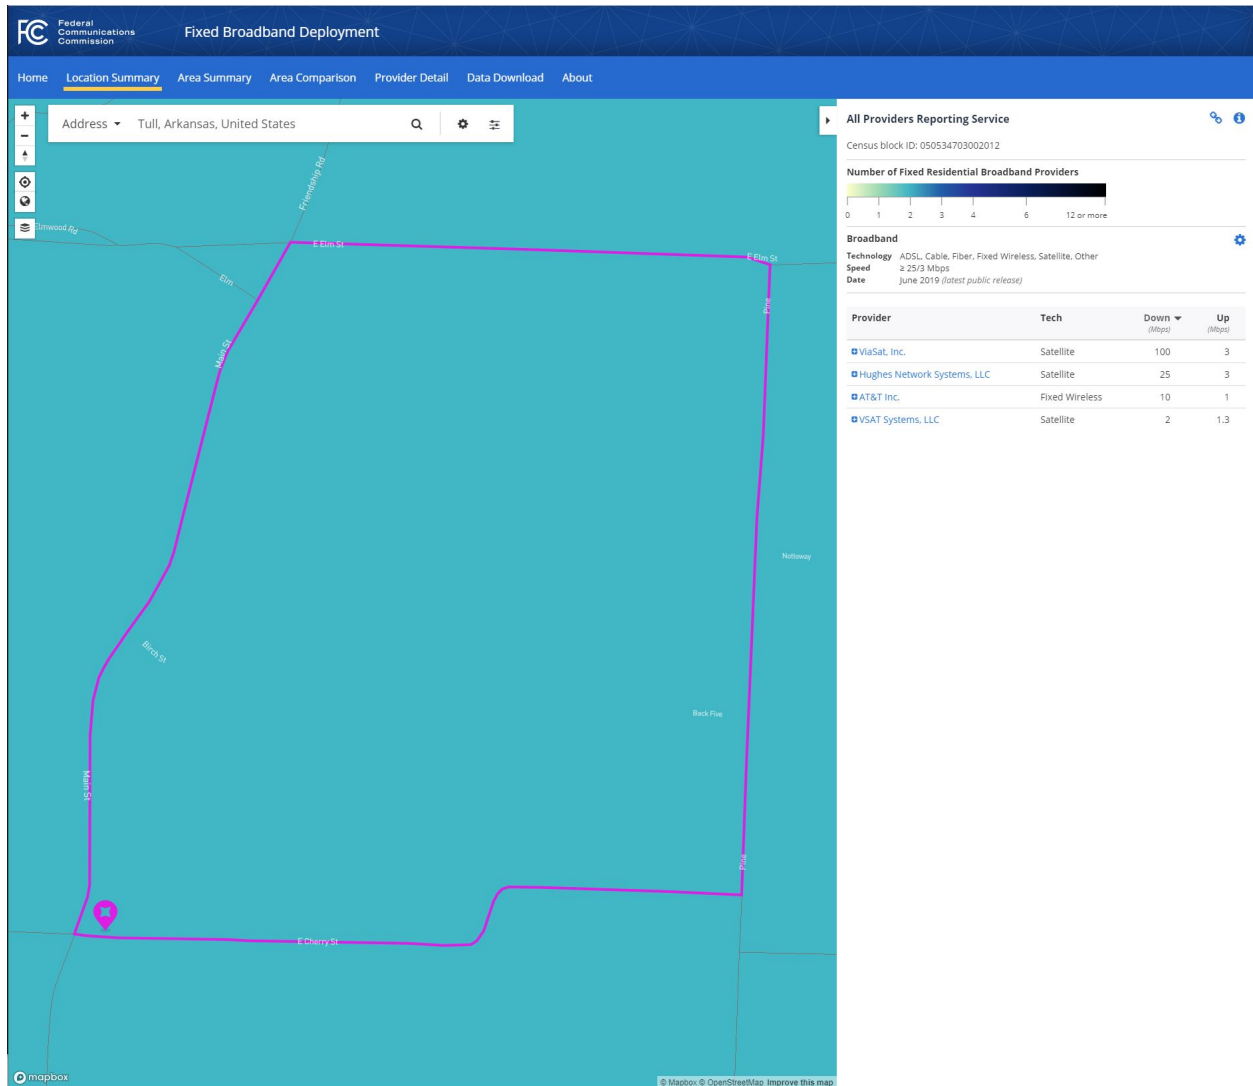 FCC
Federal
Communications
Commission
Fixed Broadband Deployment
Home Location Summary Area Summary Area Comparison Provider Detail Data Download About
Address Tull, Arkansas, United States
Friendship Rd
Elmwood Rd
E Elm St
E Elm St
Elm
Pine
Main St
Nottoway
Birch St
Back Five
Main St
Pine
E Cherry St
mapbox
© Mapbox © OpenStreetMap Improve this map
All Providers Reporting Service
Census block ID: 050534703002012
Number of Fixed Residential Broadband Providers
0 1 2 3 4 6 12 or more
Broadband
Technology ADSL, Cable, Fiber, Fixed Wireless, Satellite, Other
Speed ≥ 25/3 Mbps
Date June 2019 (latest public release)
Provider Tech Down Up
(Mbps) (Mbps)
ViaSat, Inc. Satellite 100 3
Hughes Network Systems, LLC Satellite 25 3
AT&T Inc. Fixed Wireless 10 1
VSAT Systems, LLC Satellite 2 1.3